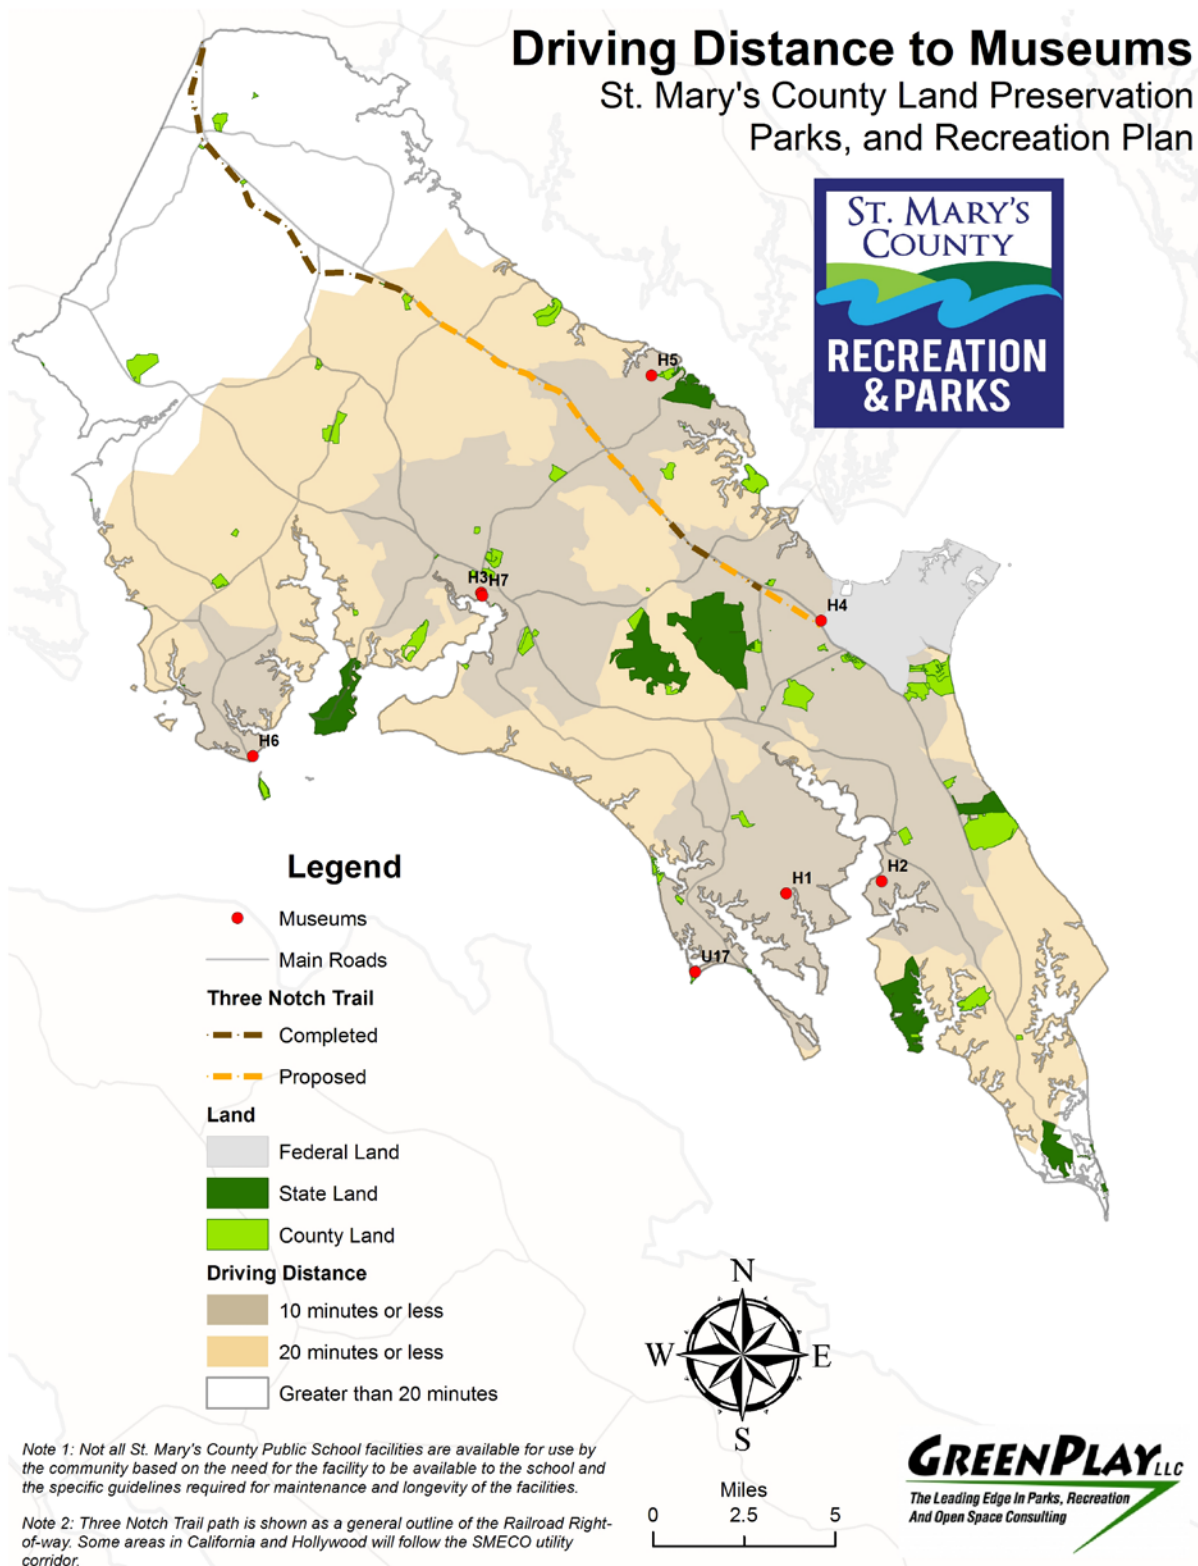 Driving Distance to Museums
St. Mary's County Land Preservation
Parks, and Recreation Plan
ST. MARY'S
COUNTY
RECREATION
& PARKS
H5
H3
H7
H4
H6
H1
H2
U17
Legend
Museums
Main Roads
Three Notch Trail
Completed
Proposed
Land
Federal Land
State Land
County Land
Driving Distance
10 minutes or less
20 minutes or less
Greater than 20 minutes
N
W
E
S
Miles
0 2.5 5
Note 1: Not all St. Mary's County Public School facilities are available for use by
the community based on the need for the facility to be available to the school and
the specific guidelines required for maintenance and longevity of the facilities.
Note 2: Three Notch Trail path is shown as a general outline of the Railroad Right-
of-way. Some areas in California and Hollywood will follow the SMECO utility
corridor.
GREENPLAY LLC
The Leading Edge In Parks, Recreation
And Open Space Consulting